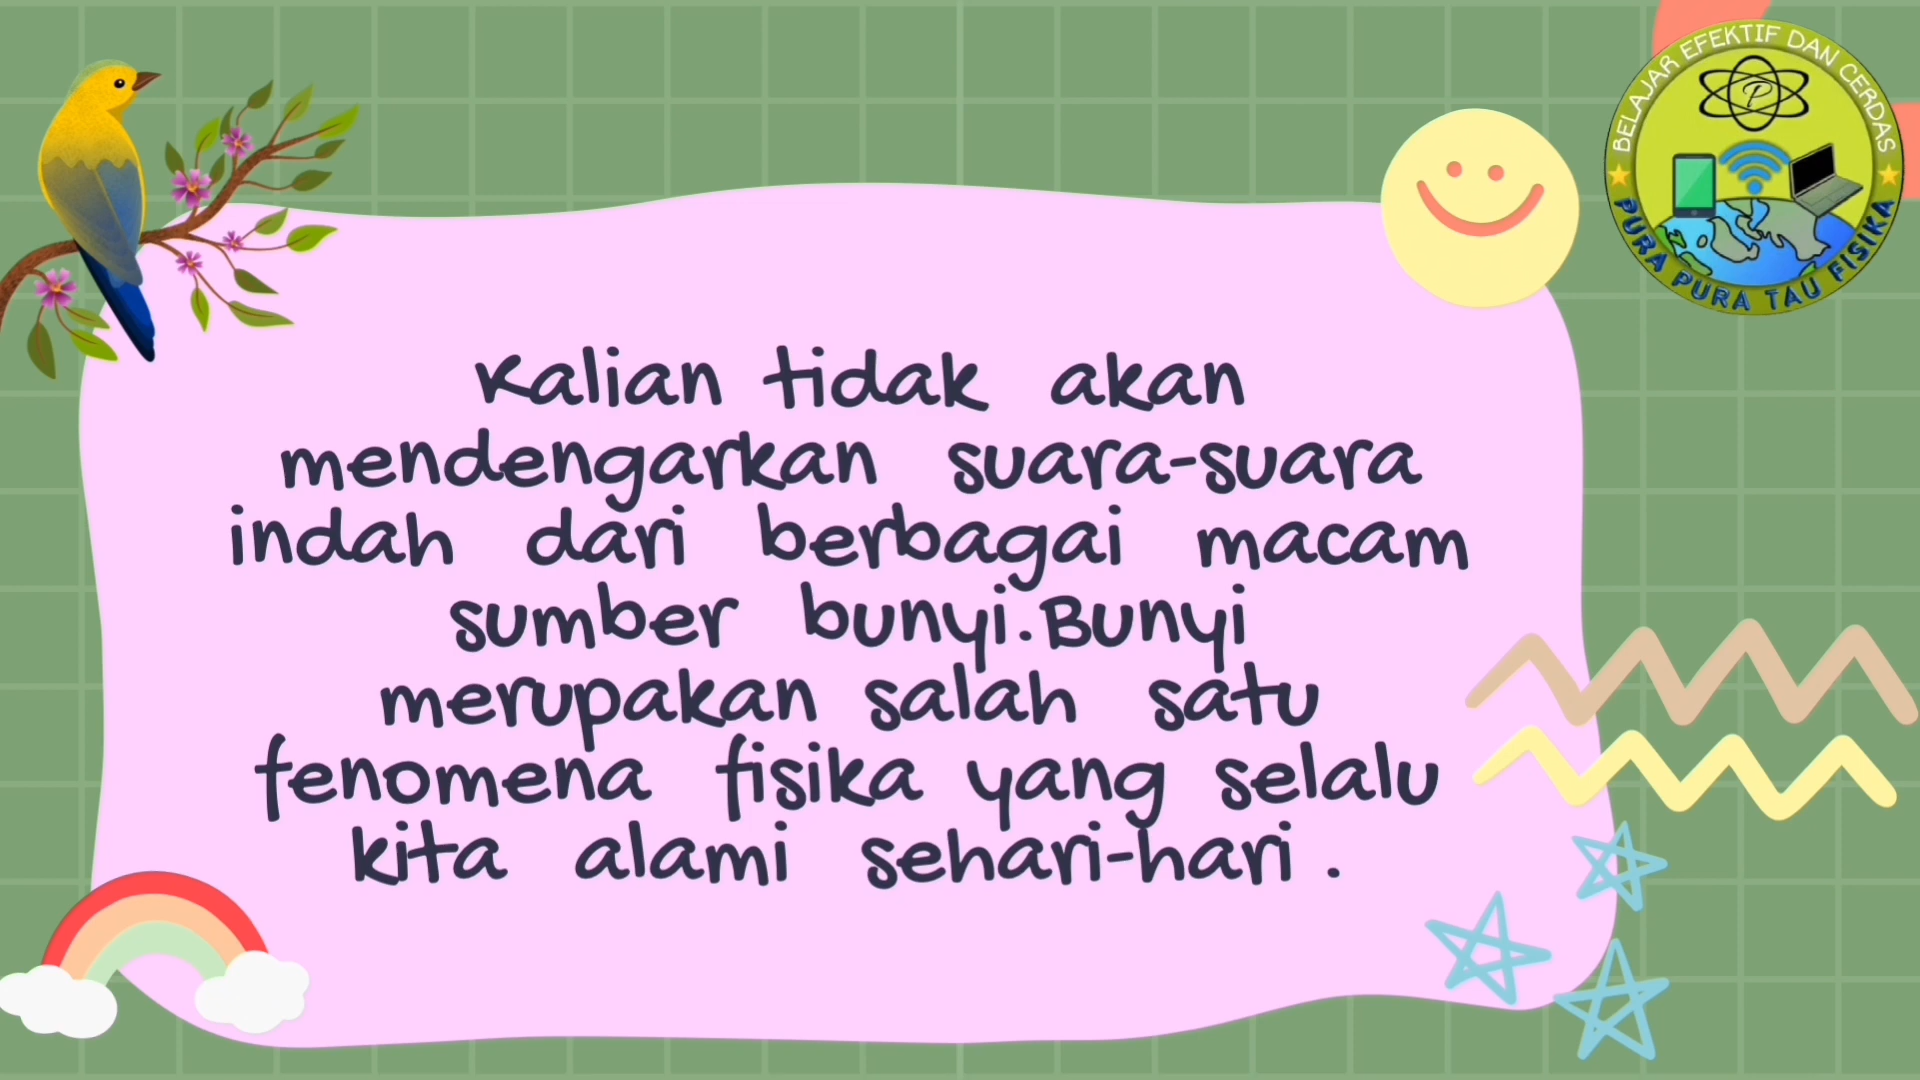 BELAJAR EFEKTIF DAN CERDAS
P
PURA PURA TAU FISIKA
Kalian tidak akan
mendengarkan suara-suara
indah dari berbagai macam
sumber bunyi.Bunyi
merupakan salah satu
fenomena fisika yang selalu
kita alami sehari-hari .